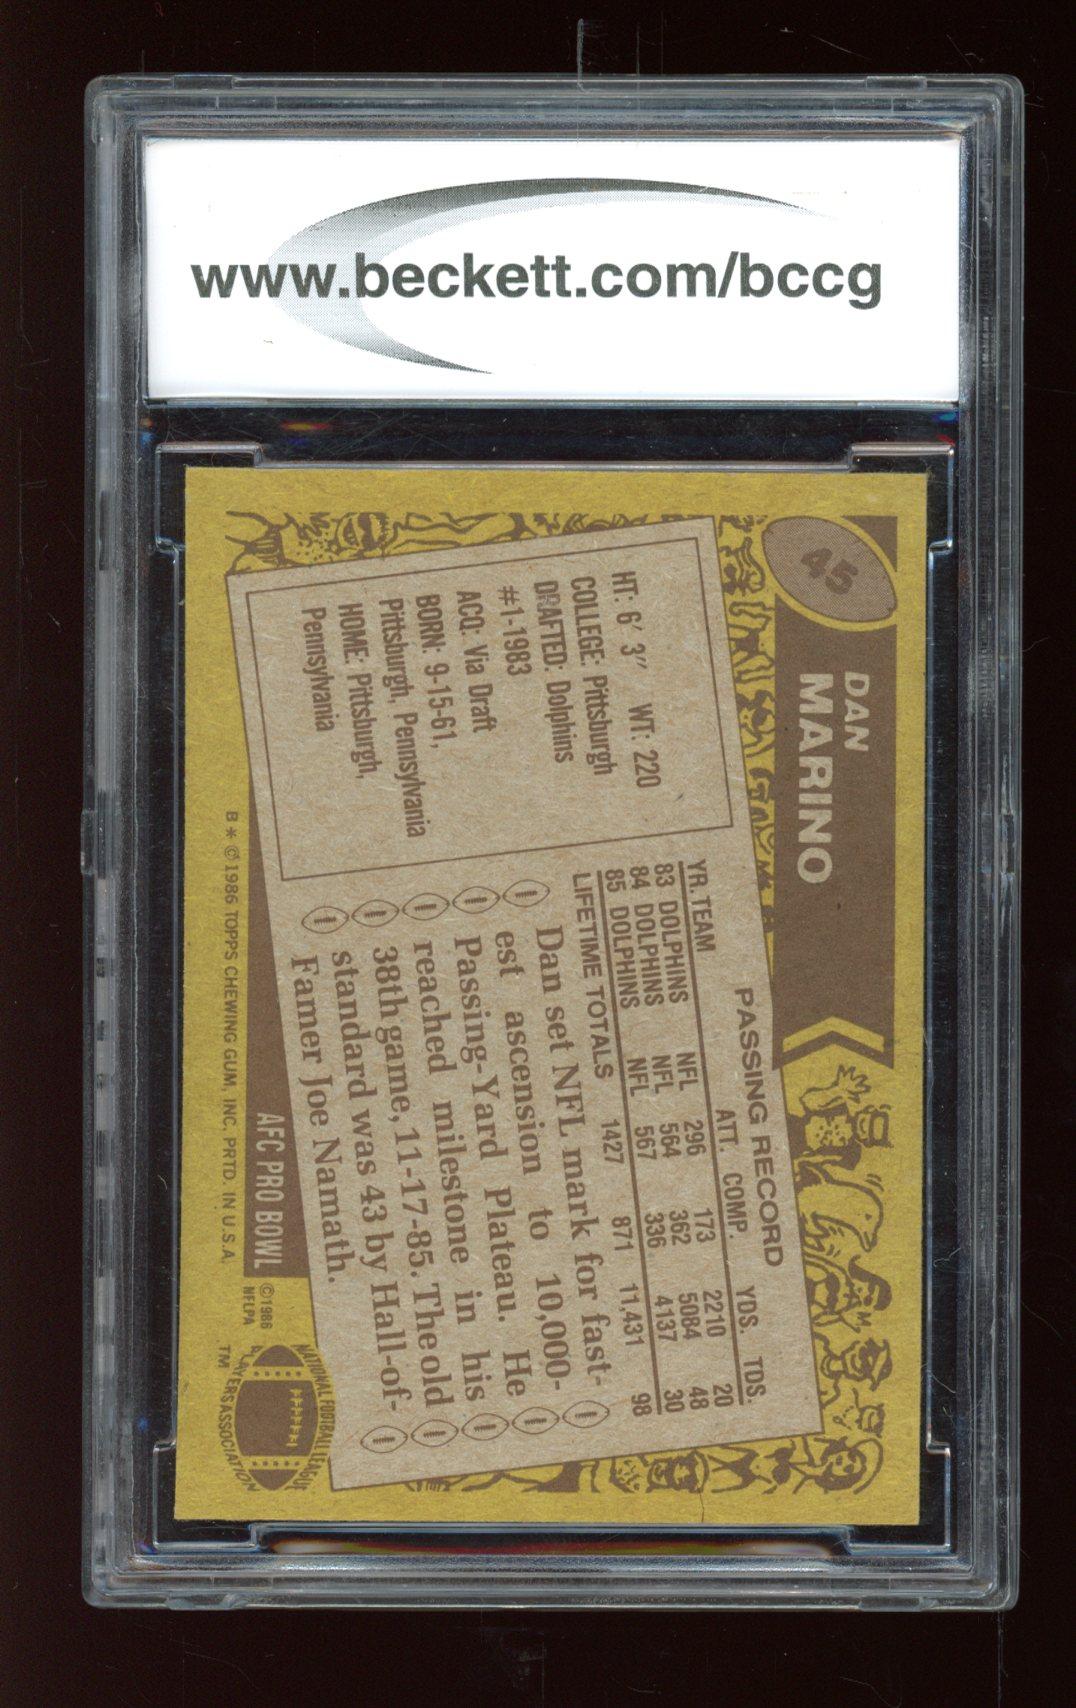 www.beckett.com/bccg
45
DAN
MARINO
HT: 6' 3" WT: 220
COLLEGE: Pittsburgh
DRAFTED: Dolphins
#1-1983
ACQ: Via Draft
BORN: 9-15-61,
Pittsburgh, Pennsylvania
HOME: Pittsburgh,
Pennsylvania
PASSING RECORD
YR. TEAM ATT. COMP. YDS. TDS.
83 DOLPHINS NFL 296 173 2210 20
84 DOLPHINS NFL 564 362 5084 48
85 DOLPHINS NFL 567 336 4137 30
LIFETIME TOTALS 1427 871 11,431 98
Dan set NFL mark for fast-
est ascension to 10,000-
Passing-Yard Plateau. He
reached milestone in his
38th game, 11-17-85. The old
standard was 43 by Hall-of-
Famer Joe Namath.
AFC PRO BOWL
B * ©1986 TOPPS CHEWING GUM, INC. PRTD. IN U.S.A.
©1986
NFLPA
NATIONAL FOOTBALL LEAGUE
PLAYERS ASSOCIATION
TM